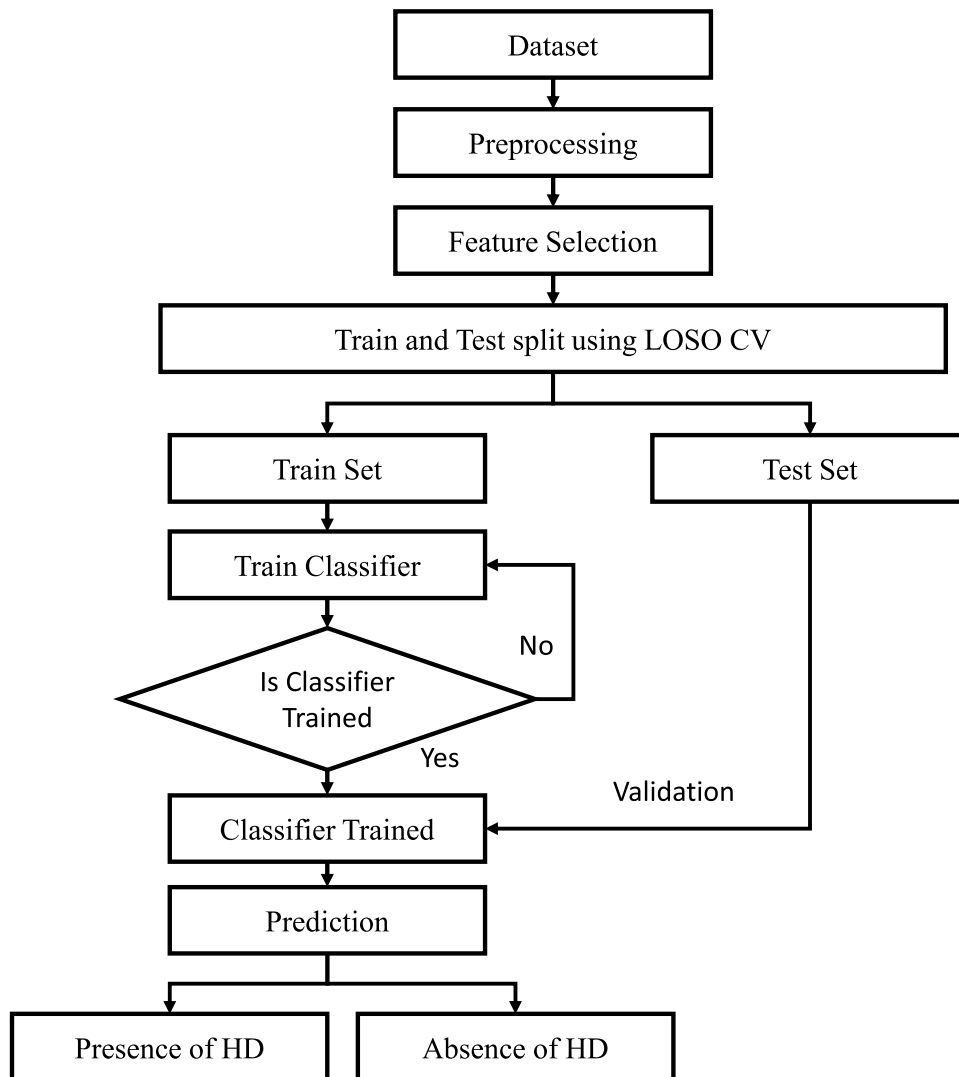 Dataset
Preprocessing
Feature Selection
Train and Test split using LOSO CV
Train Set
Test Set
Train Classifier
No
Is Classifier
Trained
Yes
Validation
Classifier Trained
Prediction
Presence of HD
Absence of HD